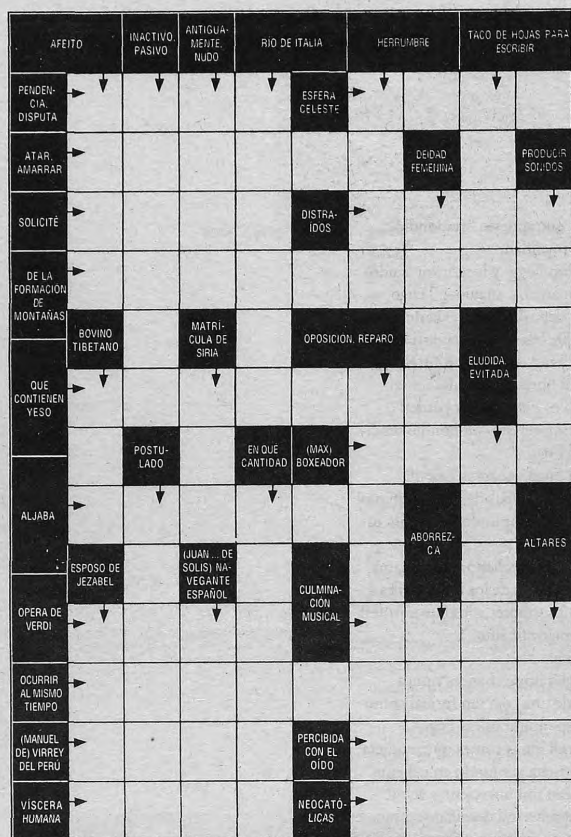 AFEITO
INACTIVO,
PASIVO
ANTIGUA-
MENTE,
NUDO
RIO DE ITALIA
HERRUMBRE
TACO DE HOJAS PARA
ESCRIBIR
PENDEN-
CIA,
DISPUTA
ESFERA
CELESTE
ATAR,
AMARRAR
DEIDAD
FEMENINA
PRODUCIR
SONIDOS
SOLICITÉ
DISTRA-
IDOS
DE LA
FORMACION
DE
MONTAÑAS
BOVINO
TIBETANO
MATRÍ-
CULA DE
SIRIA
OPOSICION, REPARO
ELUDIDA,
EVITADA
QUE
CONTIENEN
YESO
POSTU-
LADO
EN QUE
CANTIDAD
(MAX)
BOXEADOR
ALJABA
ABORREZ-
CA
ALTARES
ESPOSO DE
JEZABEL
(JUAN ... DE
SOLIS) NA-
VEGANTE
ESPAÑOL
CULMINA-
CIÓN
MUSICAL
OPERA DE
VERDI
OCURRIR
AL MISMO
TIEMPO
(MANUEL
DE) VIRREY
DEL PERÚ
PERCIBIDA
CON EL
OÍDO
VÍSCERA
HUMANA
NEOCATÓ-
LICAS